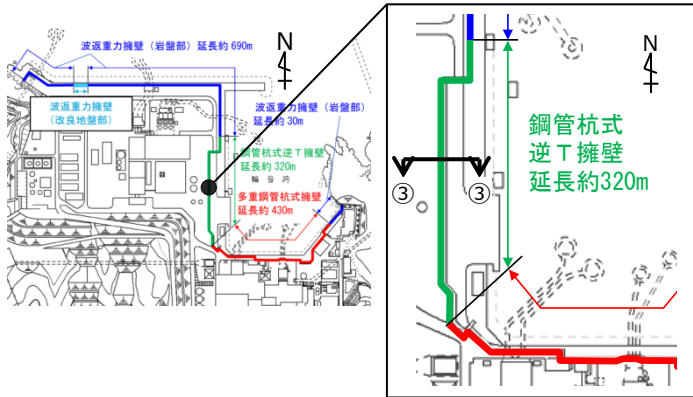 波返重力擁壁（岩盤部）延長約690m
N
波返重力擁壁
（改良地盤部）
波返重力擁壁（岩盤部）
延長約30m
鋼管杭式逆Ｔ擁壁
延長約320m
輪谷湾
多重鋼管杭式擁壁
延長約430m
N
鋼管杭式
逆Ｔ擁壁
延長約320m
③
③